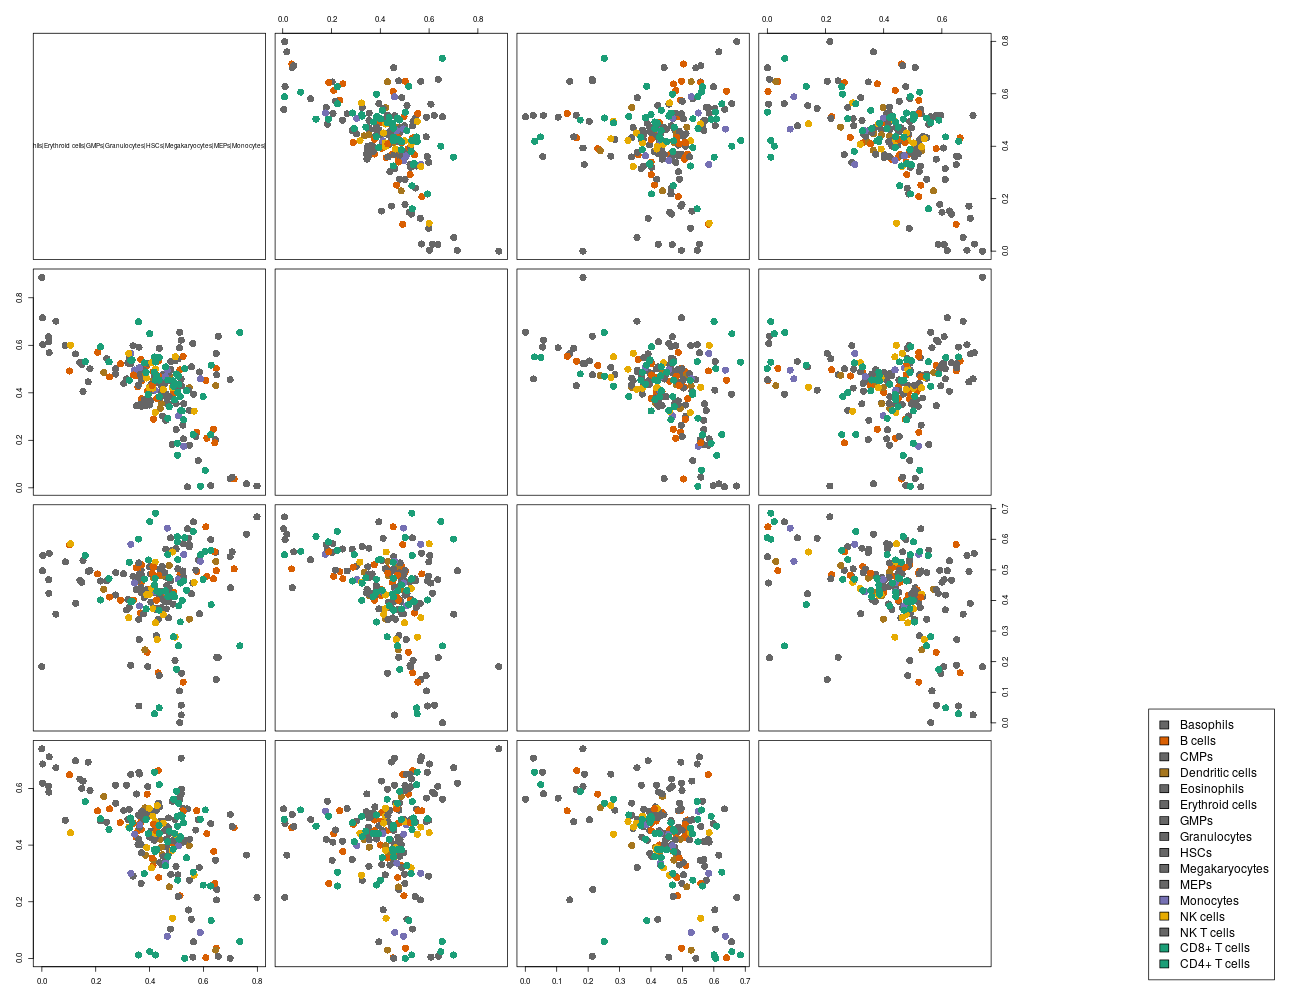 0.0 0.2 0.4 0.6 0.8
0.0 0.2 0.4 0.6
0.0 0.2 0.4 0.6 0.8
hils|Erythroid cells|GMPs|Granulocytes|HSCs|Megakaryocytes|MEPs|Monocytes|
0.0 0.2 0.4 0.6 0.8
0.0 0.1 0.2 0.3 0.4 0.5 0.6 0.7
0.0 0.2 0.4 0.6
0.0 0.2 0.4 0.6 0.8
0.0 0.1 0.2 0.3 0.4 0.5 0.6 0.7
Basophils
B cells
CMPs
Dendritic cells
Eosinophils
Erythroid cells
GMPs
Granulocytes
HSCs
Megakaryocytes
MEPs
Monocytes
NK cells
NK T cells
CD8+ T cells
CD4+ T cells